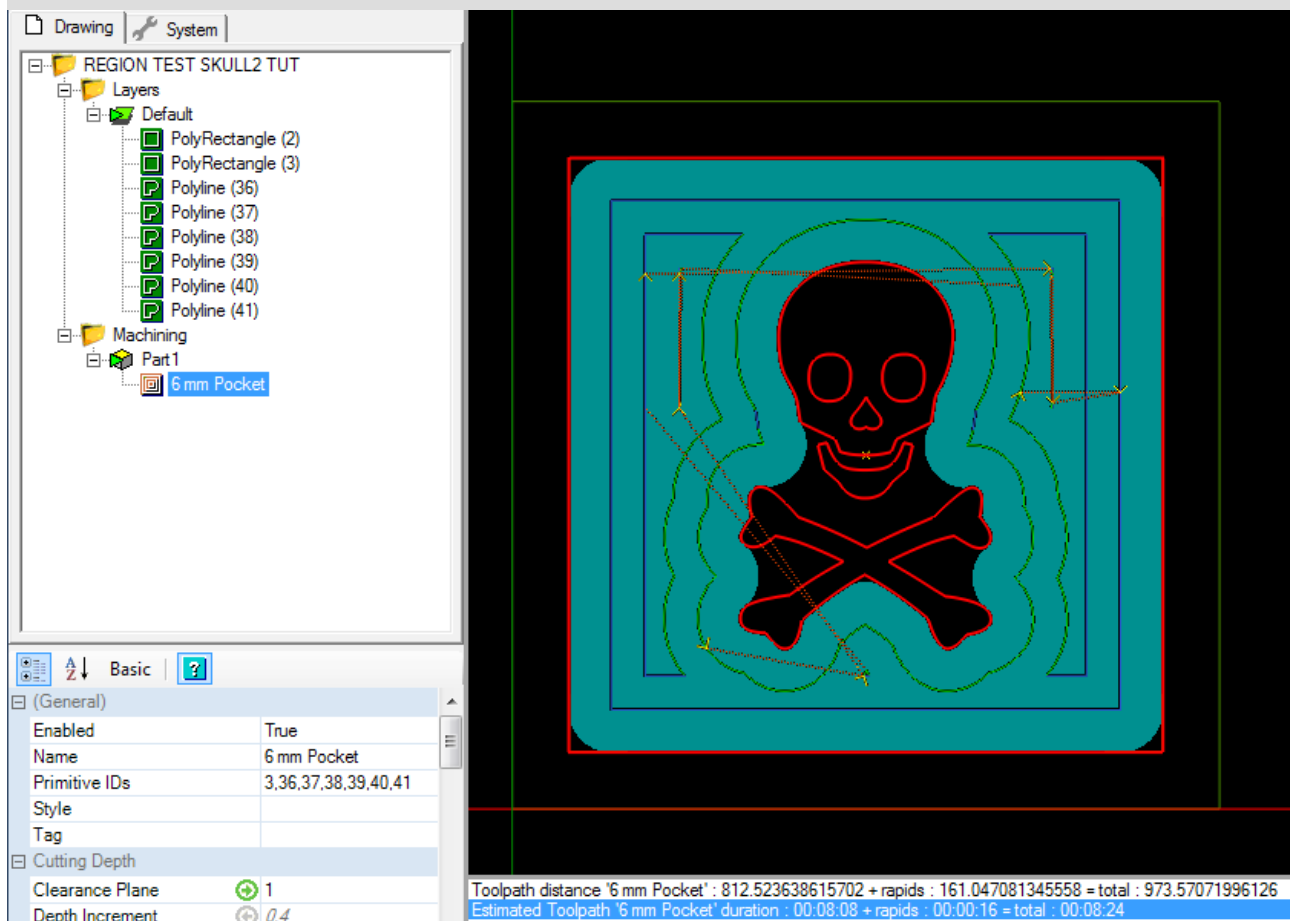 Drawing
System
REGION TEST SKULL2 TUT
Layers
Default
PolyRectangle (2)
PolyRectangle (3)
Polyline (36)
Polyline (37)
Polyline (38)
Polyline (39)
Polyline (40)
Polyline (41)
Machining
Part1
6 mm Pocket
A
Z
Basic
?
(General)
Enabled True
Name 6 mm Pocket
Primitive IDs 3,36,37,38,39,40,41
Style
Tag
Cutting Depth
Clearance Plane 1
Depth Increment 0.4
Toolpath distance '6 mm Pocket' : 812.523638615702 + rapids : 161.047081345558 = total : 973.57071996126
Estimated Toolpath '6 mm Pocket' duration : 00:08:08 + rapids : 00:00:16 = total : 00:08:24